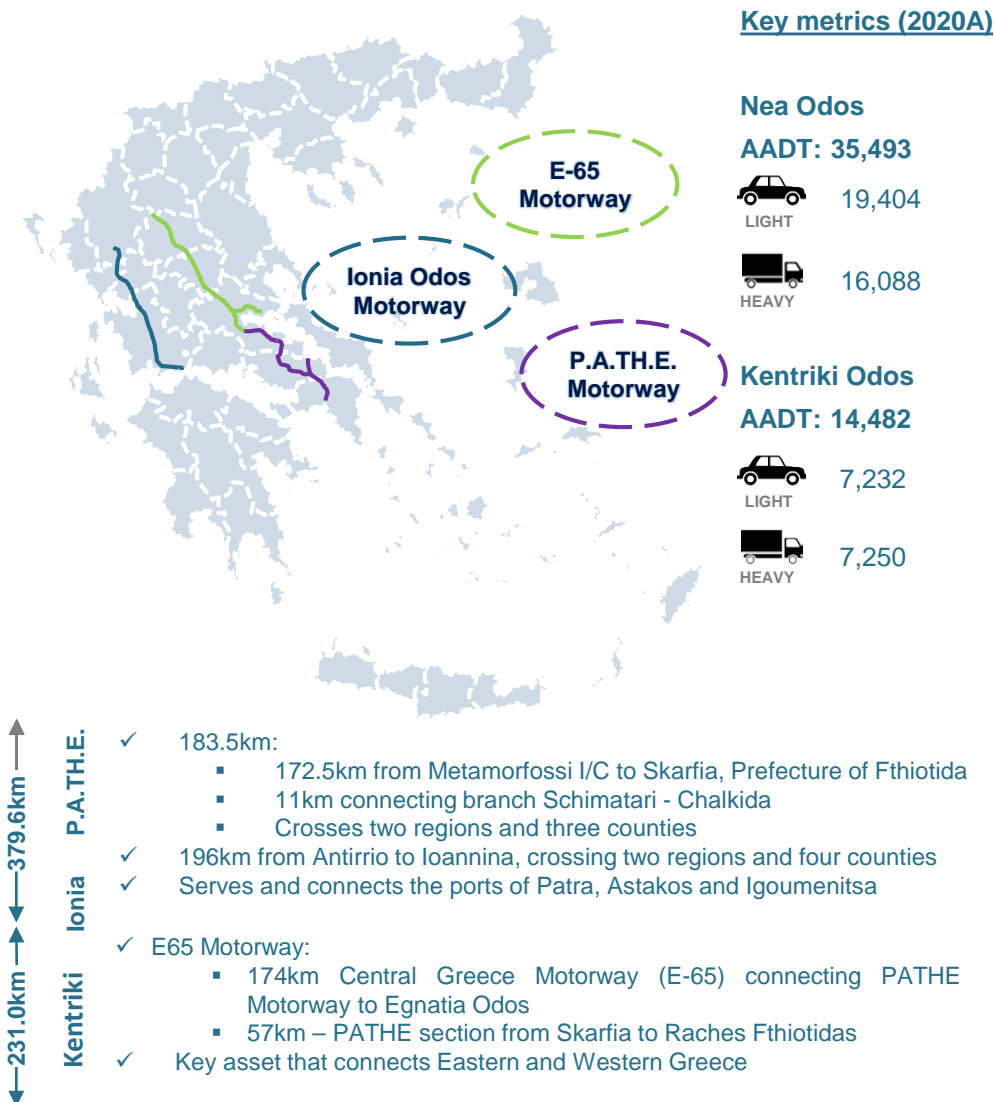 Key metrics (2020A)
Nea Odos
AADT: 35,493
19,404
LIGHT
16,088
HEAVY
Kentriki Odos
AADT: 14,482
7,232
LIGHT
7,250
HEAVY
E-65
Motorway
Ionia Odos
Motorway
P.A.TH.E.
Motorway
379.6km
P.A.TH.E.
Ionia
✓ 183.5km:
▪ 172.5km from Metamorfossi I/C to Skarfia, Prefecture of Fthiotida
▪ 11km connecting branch Schimatari - Chalkida
▪ Crosses two regions and three counties
✓ 196km from Antirrio to Ioannina, crossing two regions and four counties
✓ Serves and connects the ports of Patra, Astakos and Igoumenitsa
231.0km
Kentriki
✓ E65 Motorway:
▪ 174km Central Greece Motorway (E-65) connecting PATHE
Motorway to Egnatia Odos
▪ 57km – PATHE section from Skarfia to Raches Fthiotidas
✓ Key asset that connects Eastern and Western Greece